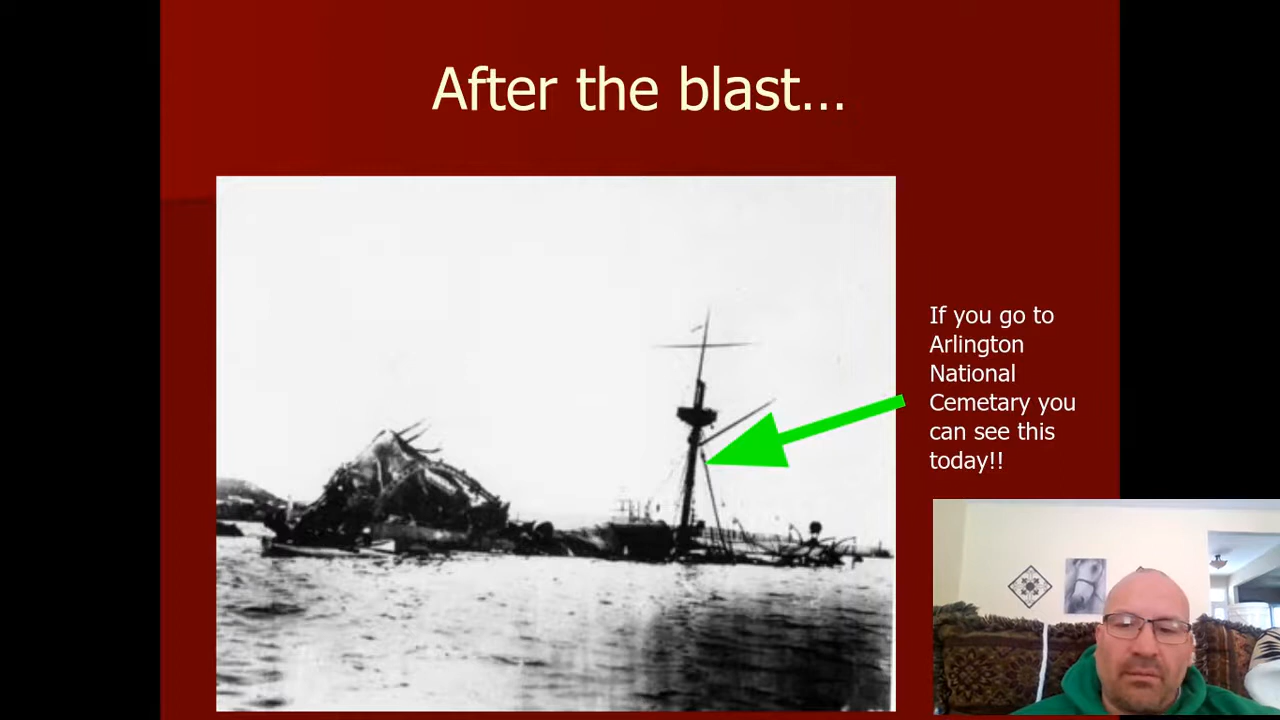 After the blast...
If you go to
Arlington
National
Cemetary you
can see this
today!!